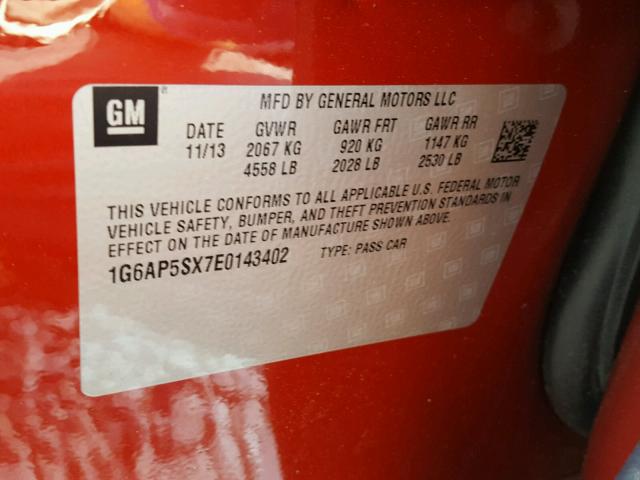 GM
MFD BY GENERAL MOTORS LLC
DATE GVWR GAWR FRT GAWR RR
11/13 2067 KG 920 KG 1147 KG
4558 LB 2028 LB 2530 LB
THIS VEHICLE CONFORMS TO ALL APPLICABLE U.S. FEDERAL MOTOR
VEHICLE SAFETY, BUMPER, AND THEFT PREVENTION STANDARDS IN
EFFECT ON THE DATE OF MANUFACTURE SHOWN ABOVE.
1G6AP5SX7E0143402 TYPE: PASS CAR